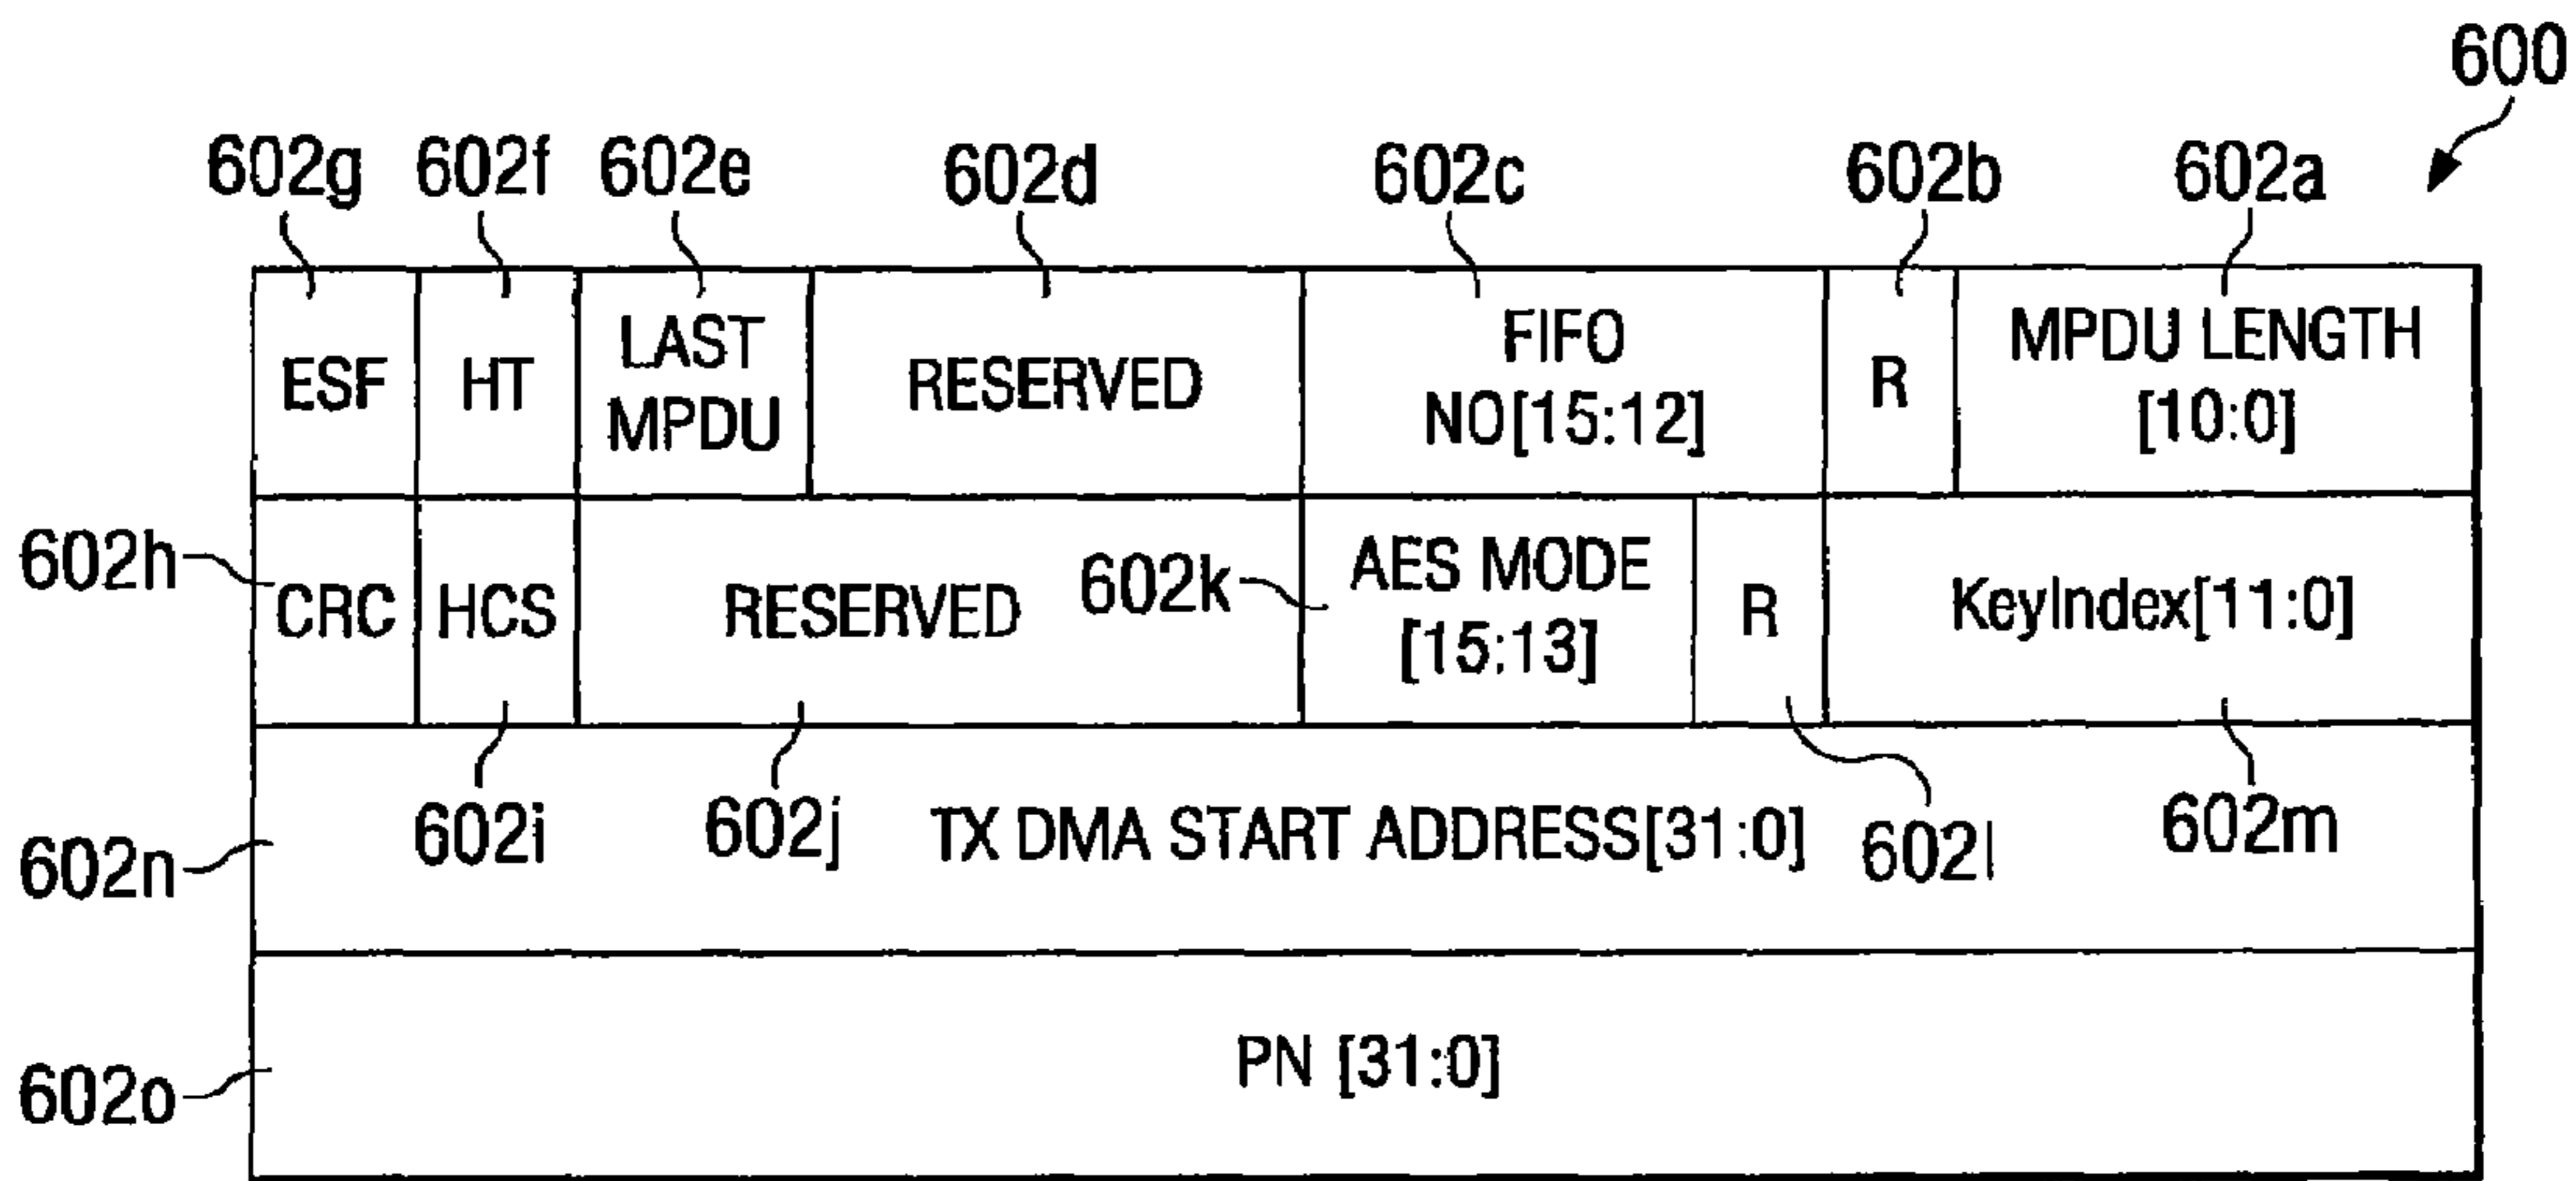 600
602g 602f 602e 602d 602c 602b 602a
ESF HT LAST MPDU RESERVED FIFO NO[15:12] R MPDU LENGTH [10:0]
602h CRC HCS RESERVED 602k AES MODE [15:13] R KeyIndex[11:0]
602n 602i 602j TX DMA START ADDRESS[31:0] 602l 602m
602o PN [31:0]